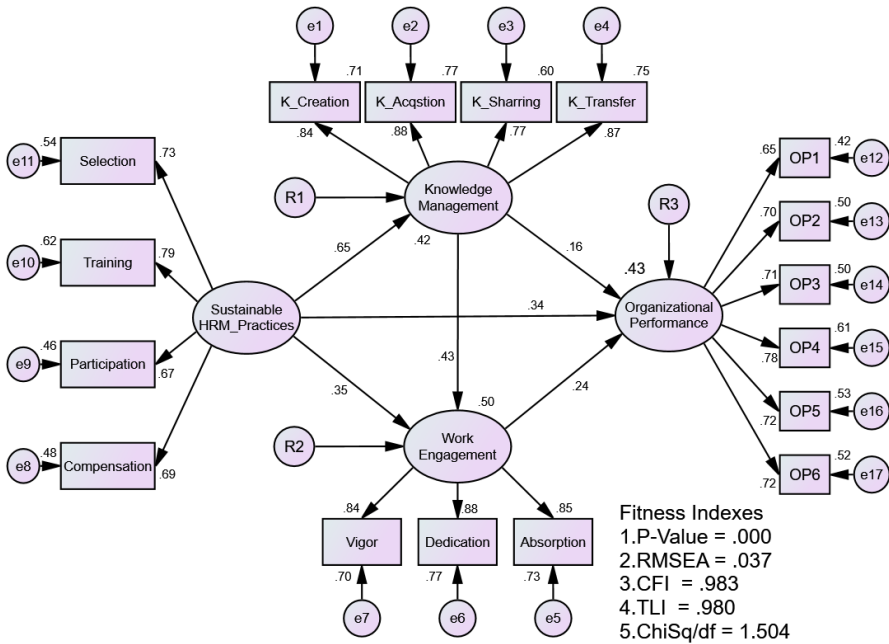 e1
e2
e3
e4
.71
.77
.60
.75
K_Creation
K_Acqstion
K_Sharring
K_Transfer
.84
.88
.77
.87
e11
.54
Selection
.73
e10
.62
Training
.79
e9
.46
Participation
.67
e8
.48
Compensation
.69
Sustainable
HRM_Practices
R1
Knowledge
Management
.42
.65
.16
.34
.43
.35
.24
R2
.50
Work
Engagement
R3
.43
Organizational
Performance
.65
OP1
.42
e12
.70
OP2
.50
e13
.71
OP3
.50
e14
.78
OP4
.61
e15
.72
OP5
.53
e16
.72
OP6
.52
e17
.84
.88
.85
Vigor
Dedication
Absorption
.70
.77
.73
e7
e6
e5
Fitness Indexes
1.P-Value = .000
2.RMSEA = .037
3.CFI = .983
4.TLI = .980
5.ChiSq/df = 1.504